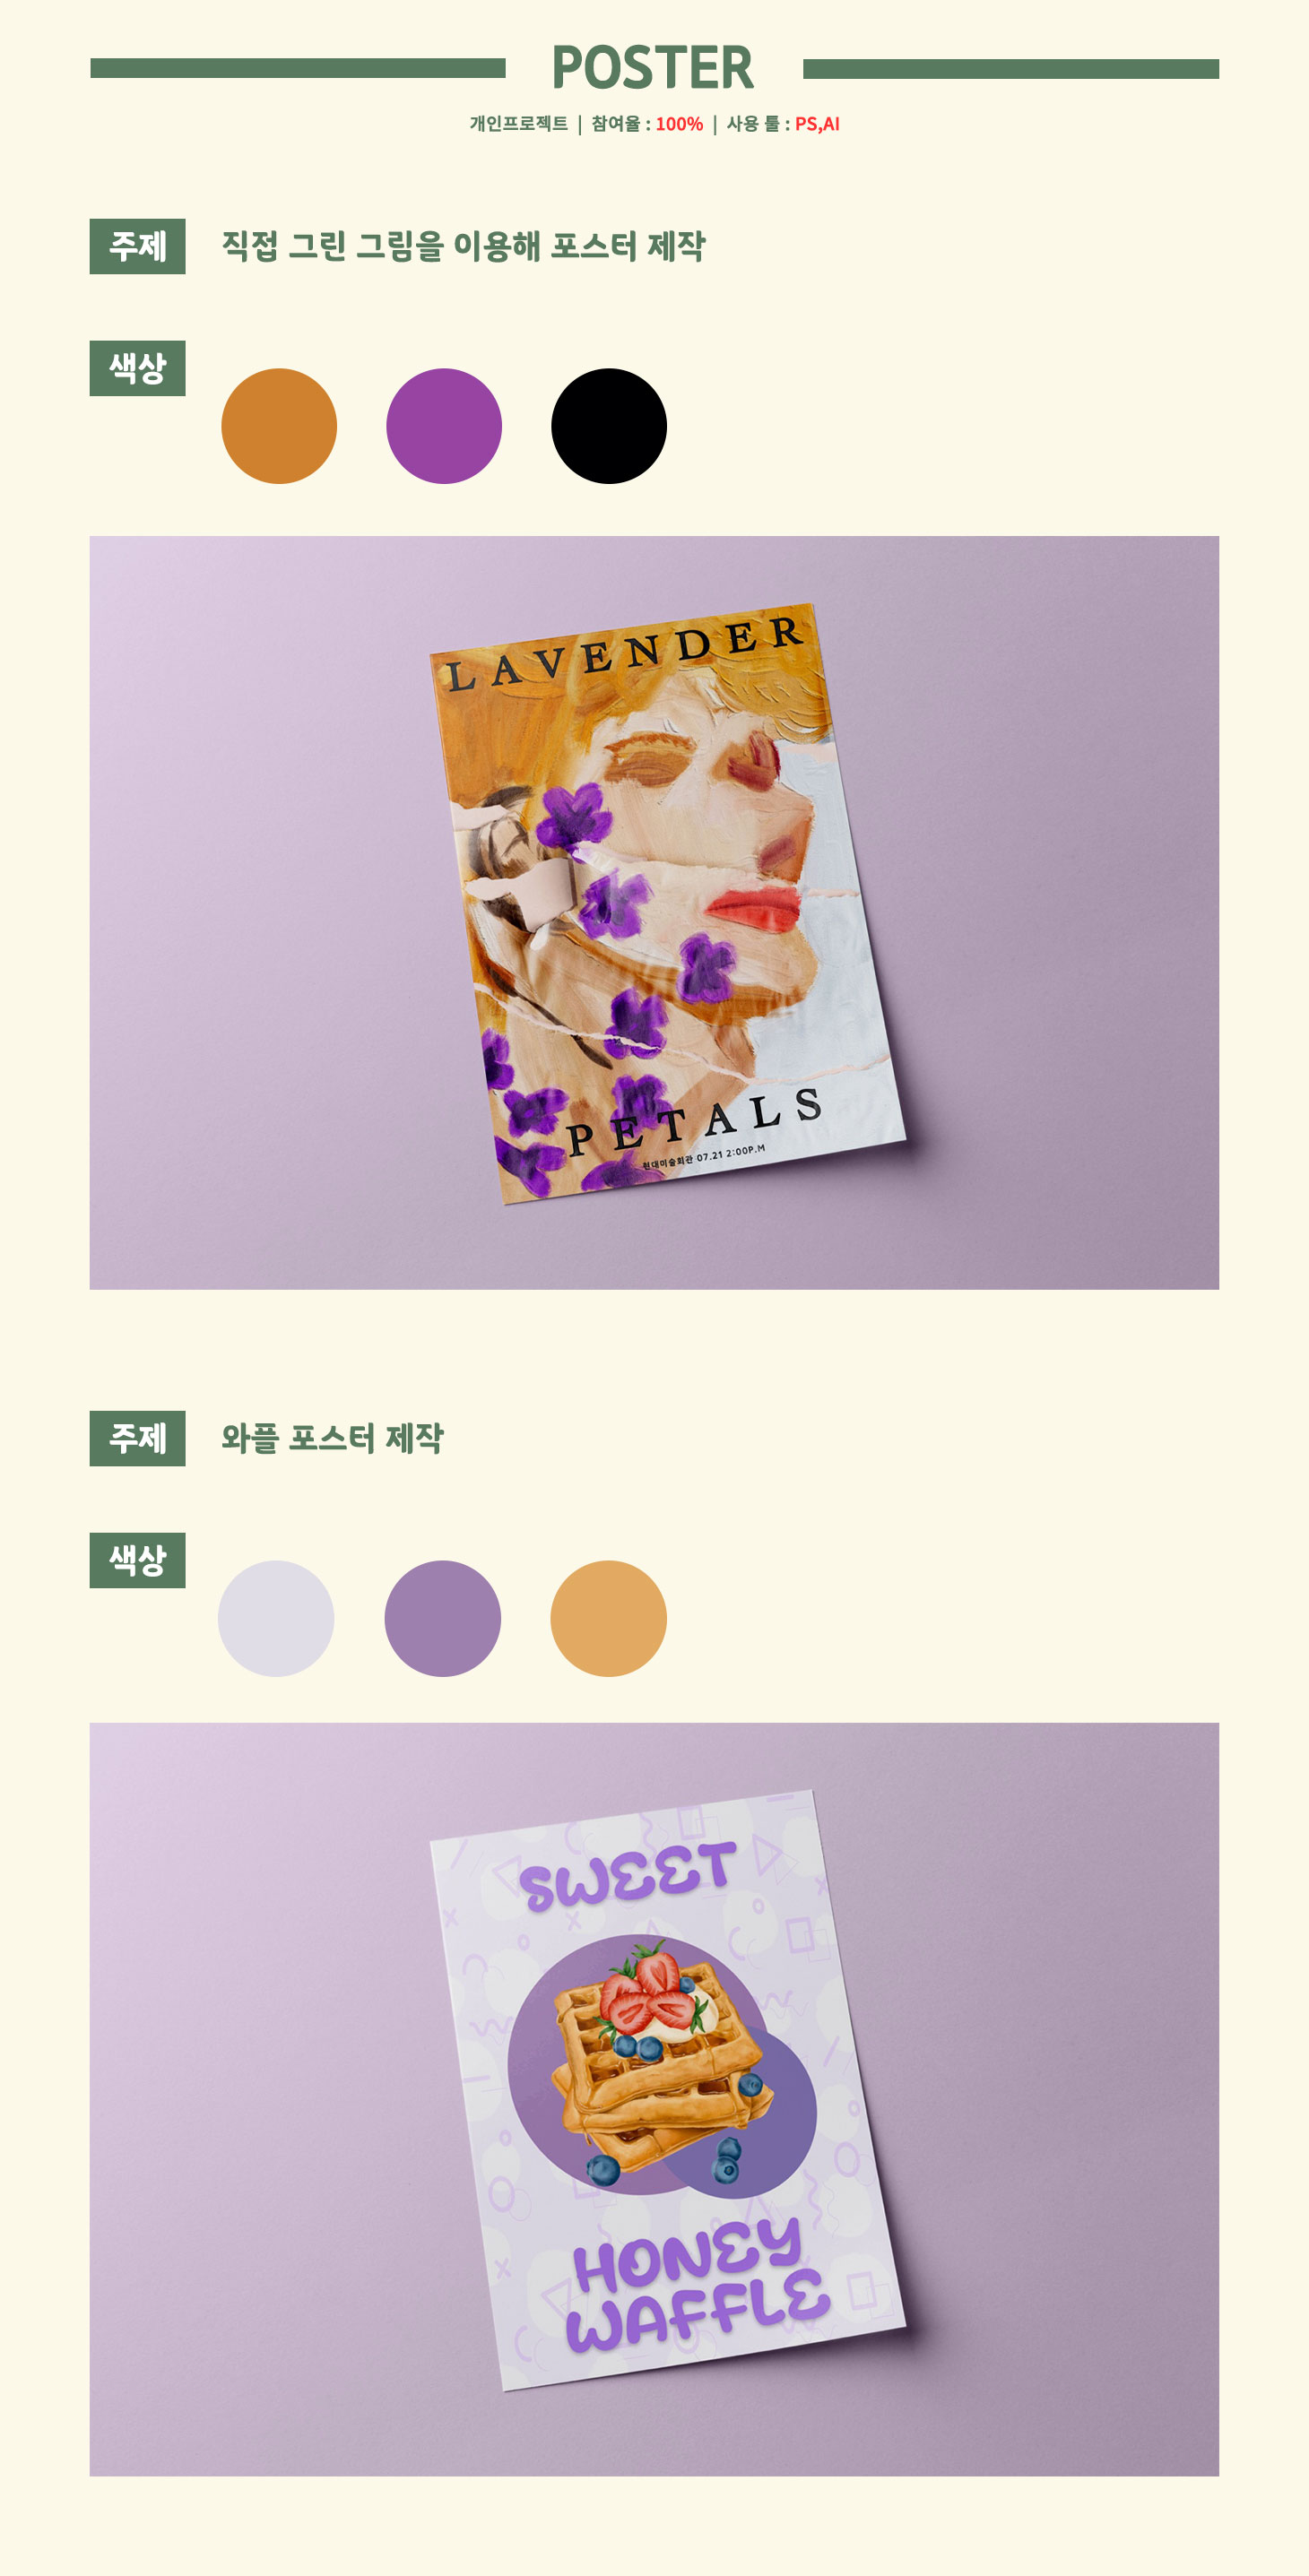 POSTER
개인프로젝트 | 참여율 : 100% | 사용 툴 : PS,AI
주제 직접 그린 그림을 이용해 포스터 제작
색상
LAVENDER
PETALS
현대미술회관 07.21 2:00P.M
주제 와플 포스터 제작
색상
SWEET
HONEY
WAFFLE